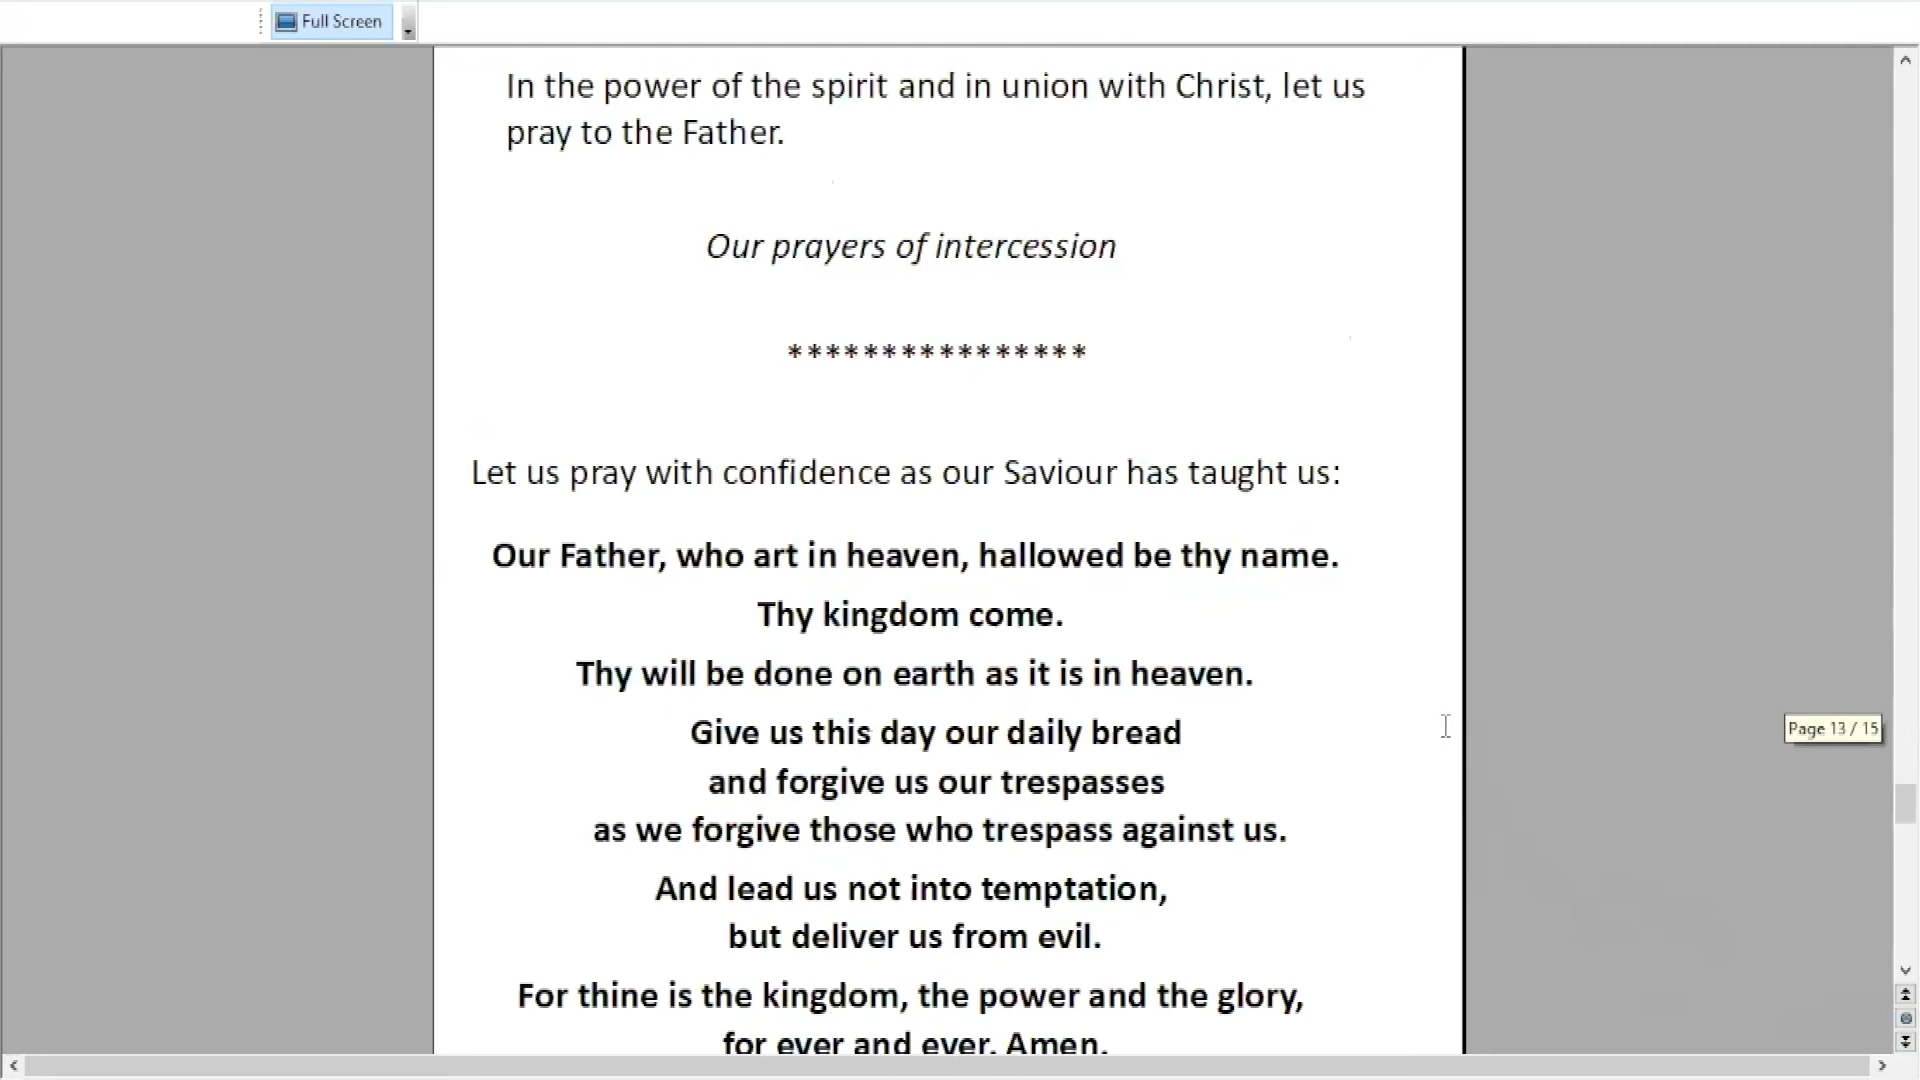 Full Screen
In the power of the spirit and in union with Christ, let us
pray to the Father.
Our prayers of intercession
****************
Let us pray with confidence as our Saviour has taught us:
Our Father, who art in heaven, hallowed be thy name.
Thy kingdom come.
Thy will be done on earth as it is in heaven.
Give us this day our daily bread
Page 13 / 15
and forgive us our trespasses
as we forgive those who trespass against us.
And lead us not into temptation,
but deliver us from evil.
For thine is the kingdom, the power and the glory,
for ever and ever. Amen.